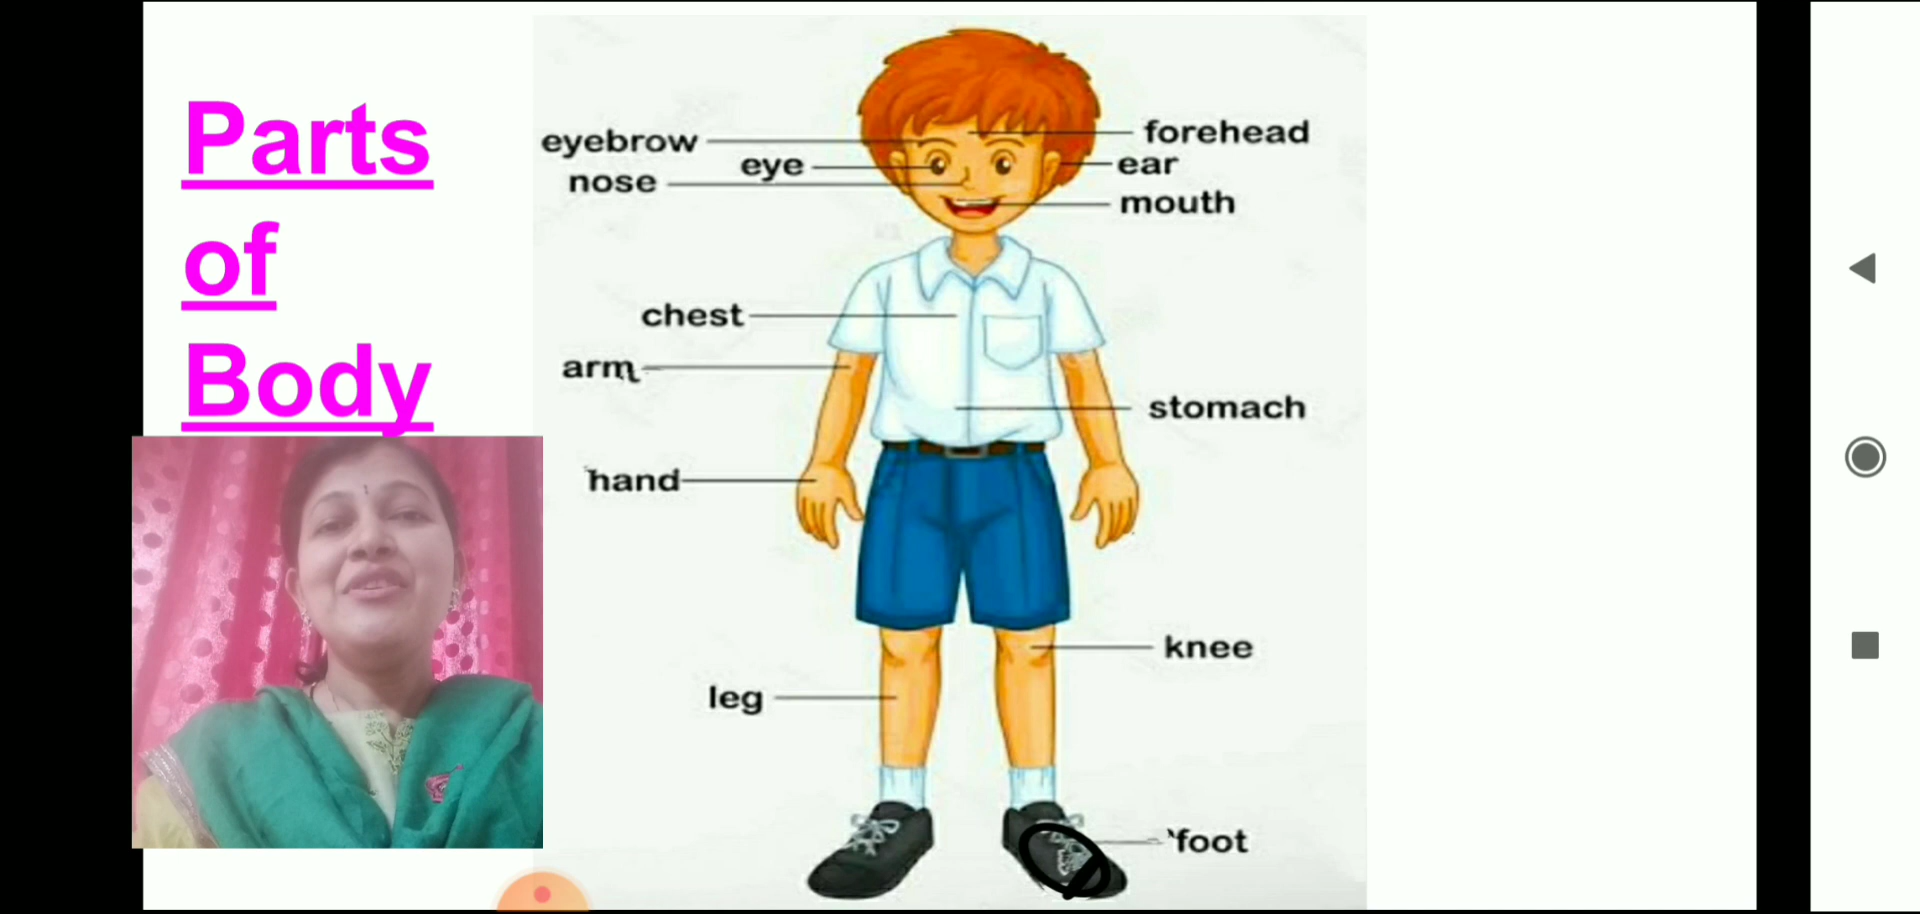 Parts
of
Body
eyebrow
forehead
eye
ear
nose
mouth
chest
arm
stomach
hand
knee
leg
foot